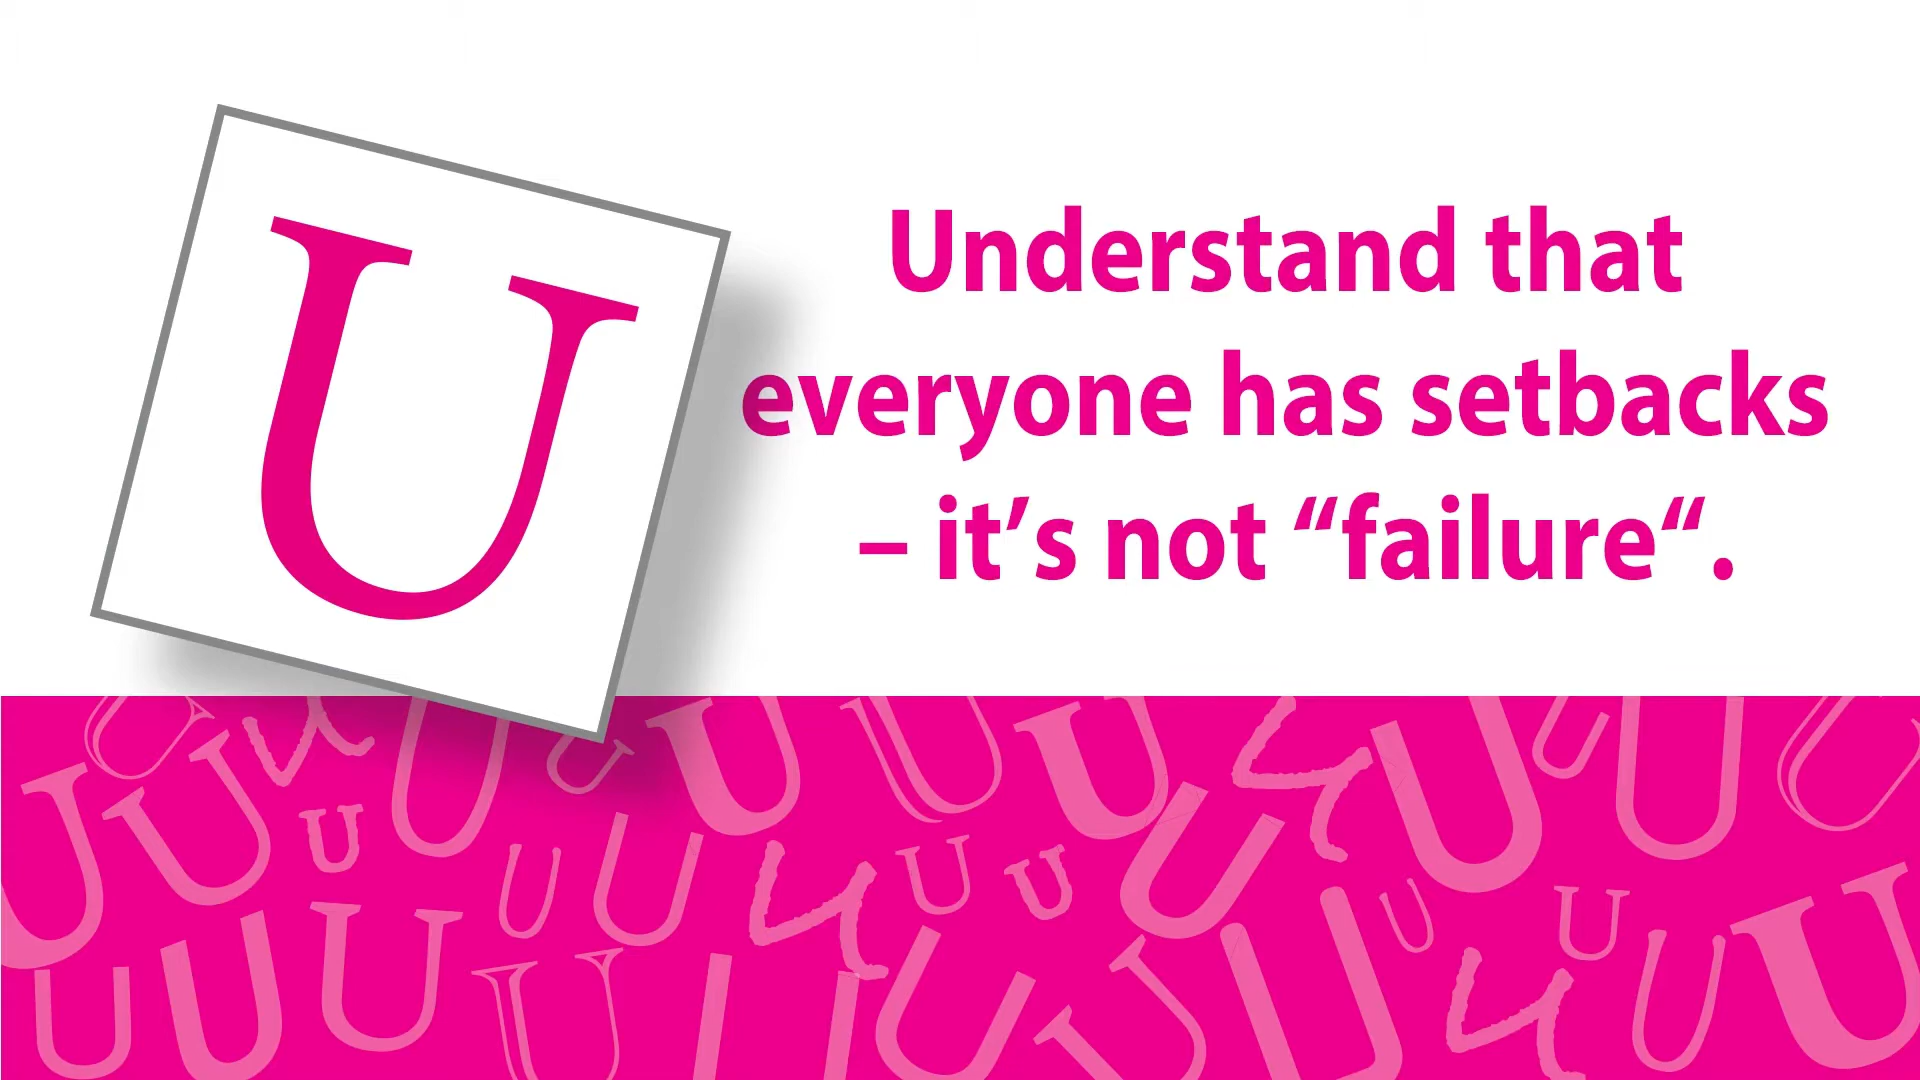 U
Understand that
everyone has setbacks
– it’s not “failure“.